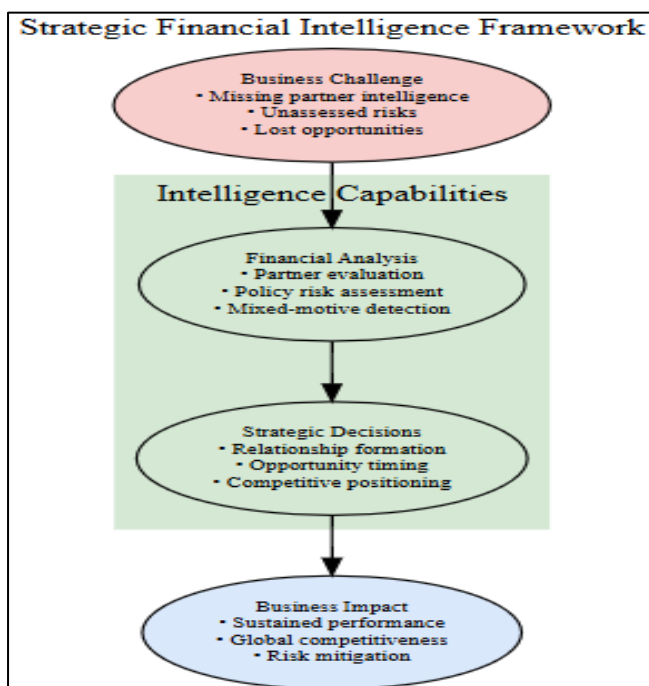 Strategic Financial Intelligence Framework
Business Challenge
• Missing partner intelligence
• Unassessed risks
• Lost opportunities
Intelligence Capabilities
Financial Analysis
• Partner evaluation
• Policy risk assessment
• Mixed-motive detection
Strategic Decisions
• Relationship formation
• Opportunity timing
• Competitive positioning
Business Impact
• Sustained performance
• Global competitiveness
• Risk mitigation